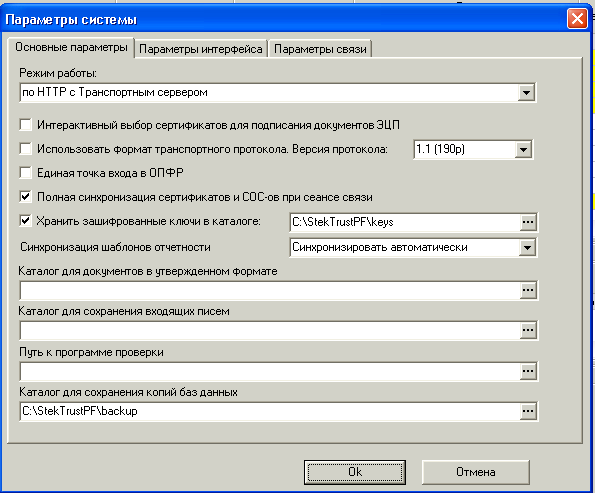 Параметры системы
Основные параметры Параметры интерфейса Параметры связи
Режим работы:
по HTTP с Транспортным сервером
Интерактивный выбор сертификатов для подписания документов ЭЦП
Использовать формат транспортного протокола. Версия протокола: 1.1 (190p)
Единая точка входа в ОПФР
Полная синхронизация сертификатов и СОС-ов при сеансе связи
Хранить зашифрованные ключи в каталоге: C:\StekTrustPF\keys
Синхронизация шаблонов отчетности Синхронизировать автоматически
Каталог для документов в утвержденном формате
Каталог для сохранения входящих писем
Путь к программе проверки
Каталог для сохранения копий баз данных
C:\StekTrustPF\backup
Ok Отмена